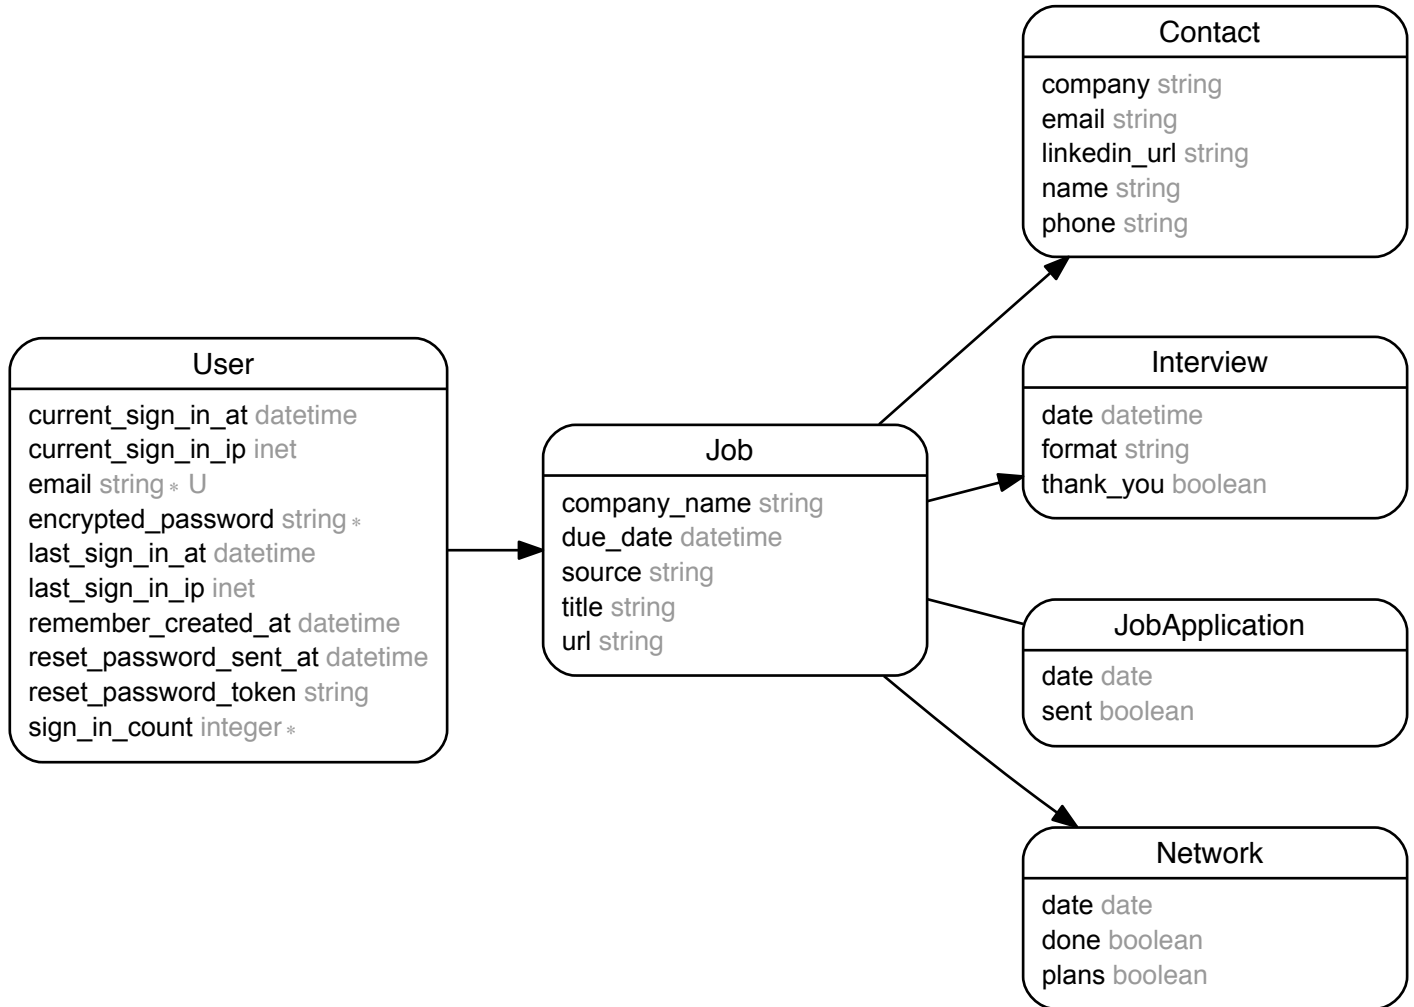 User
current_sign_in_at datetime
current_sign_in_ip inet
email string * U
encrypted_password string *
last_sign_in_at datetime
last_sign_in_ip inet
remember_created_at datetime
reset_password_sent_at datetime
reset_password_token string
sign_in_count integer *
Job
company_name string
due_date datetime
source string
title string
url string
Contact
company string
email string
linkedin_url string
name string
phone string
Interview
date datetime
format string
thank_you boolean
JobApplication
date date
sent boolean
Network
date date
done boolean
plans boolean